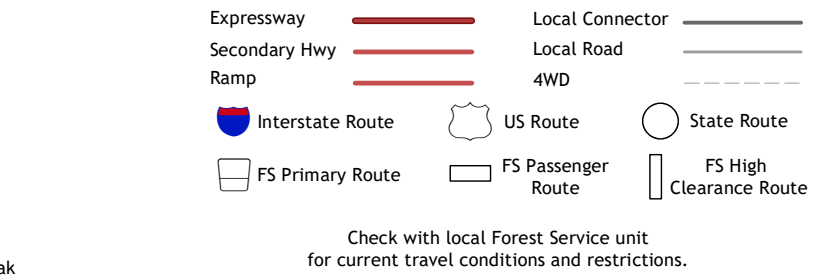 Expressway
Local Connector
Secondary Hwy
Local Road
Ramp
4WD
Interstate Route
US Route
State Route
FS Primary Route
FS Passenger
Route
FS High
Clearance Route
Check with local Forest Service unit
for current travel conditions and restrictions.
ak